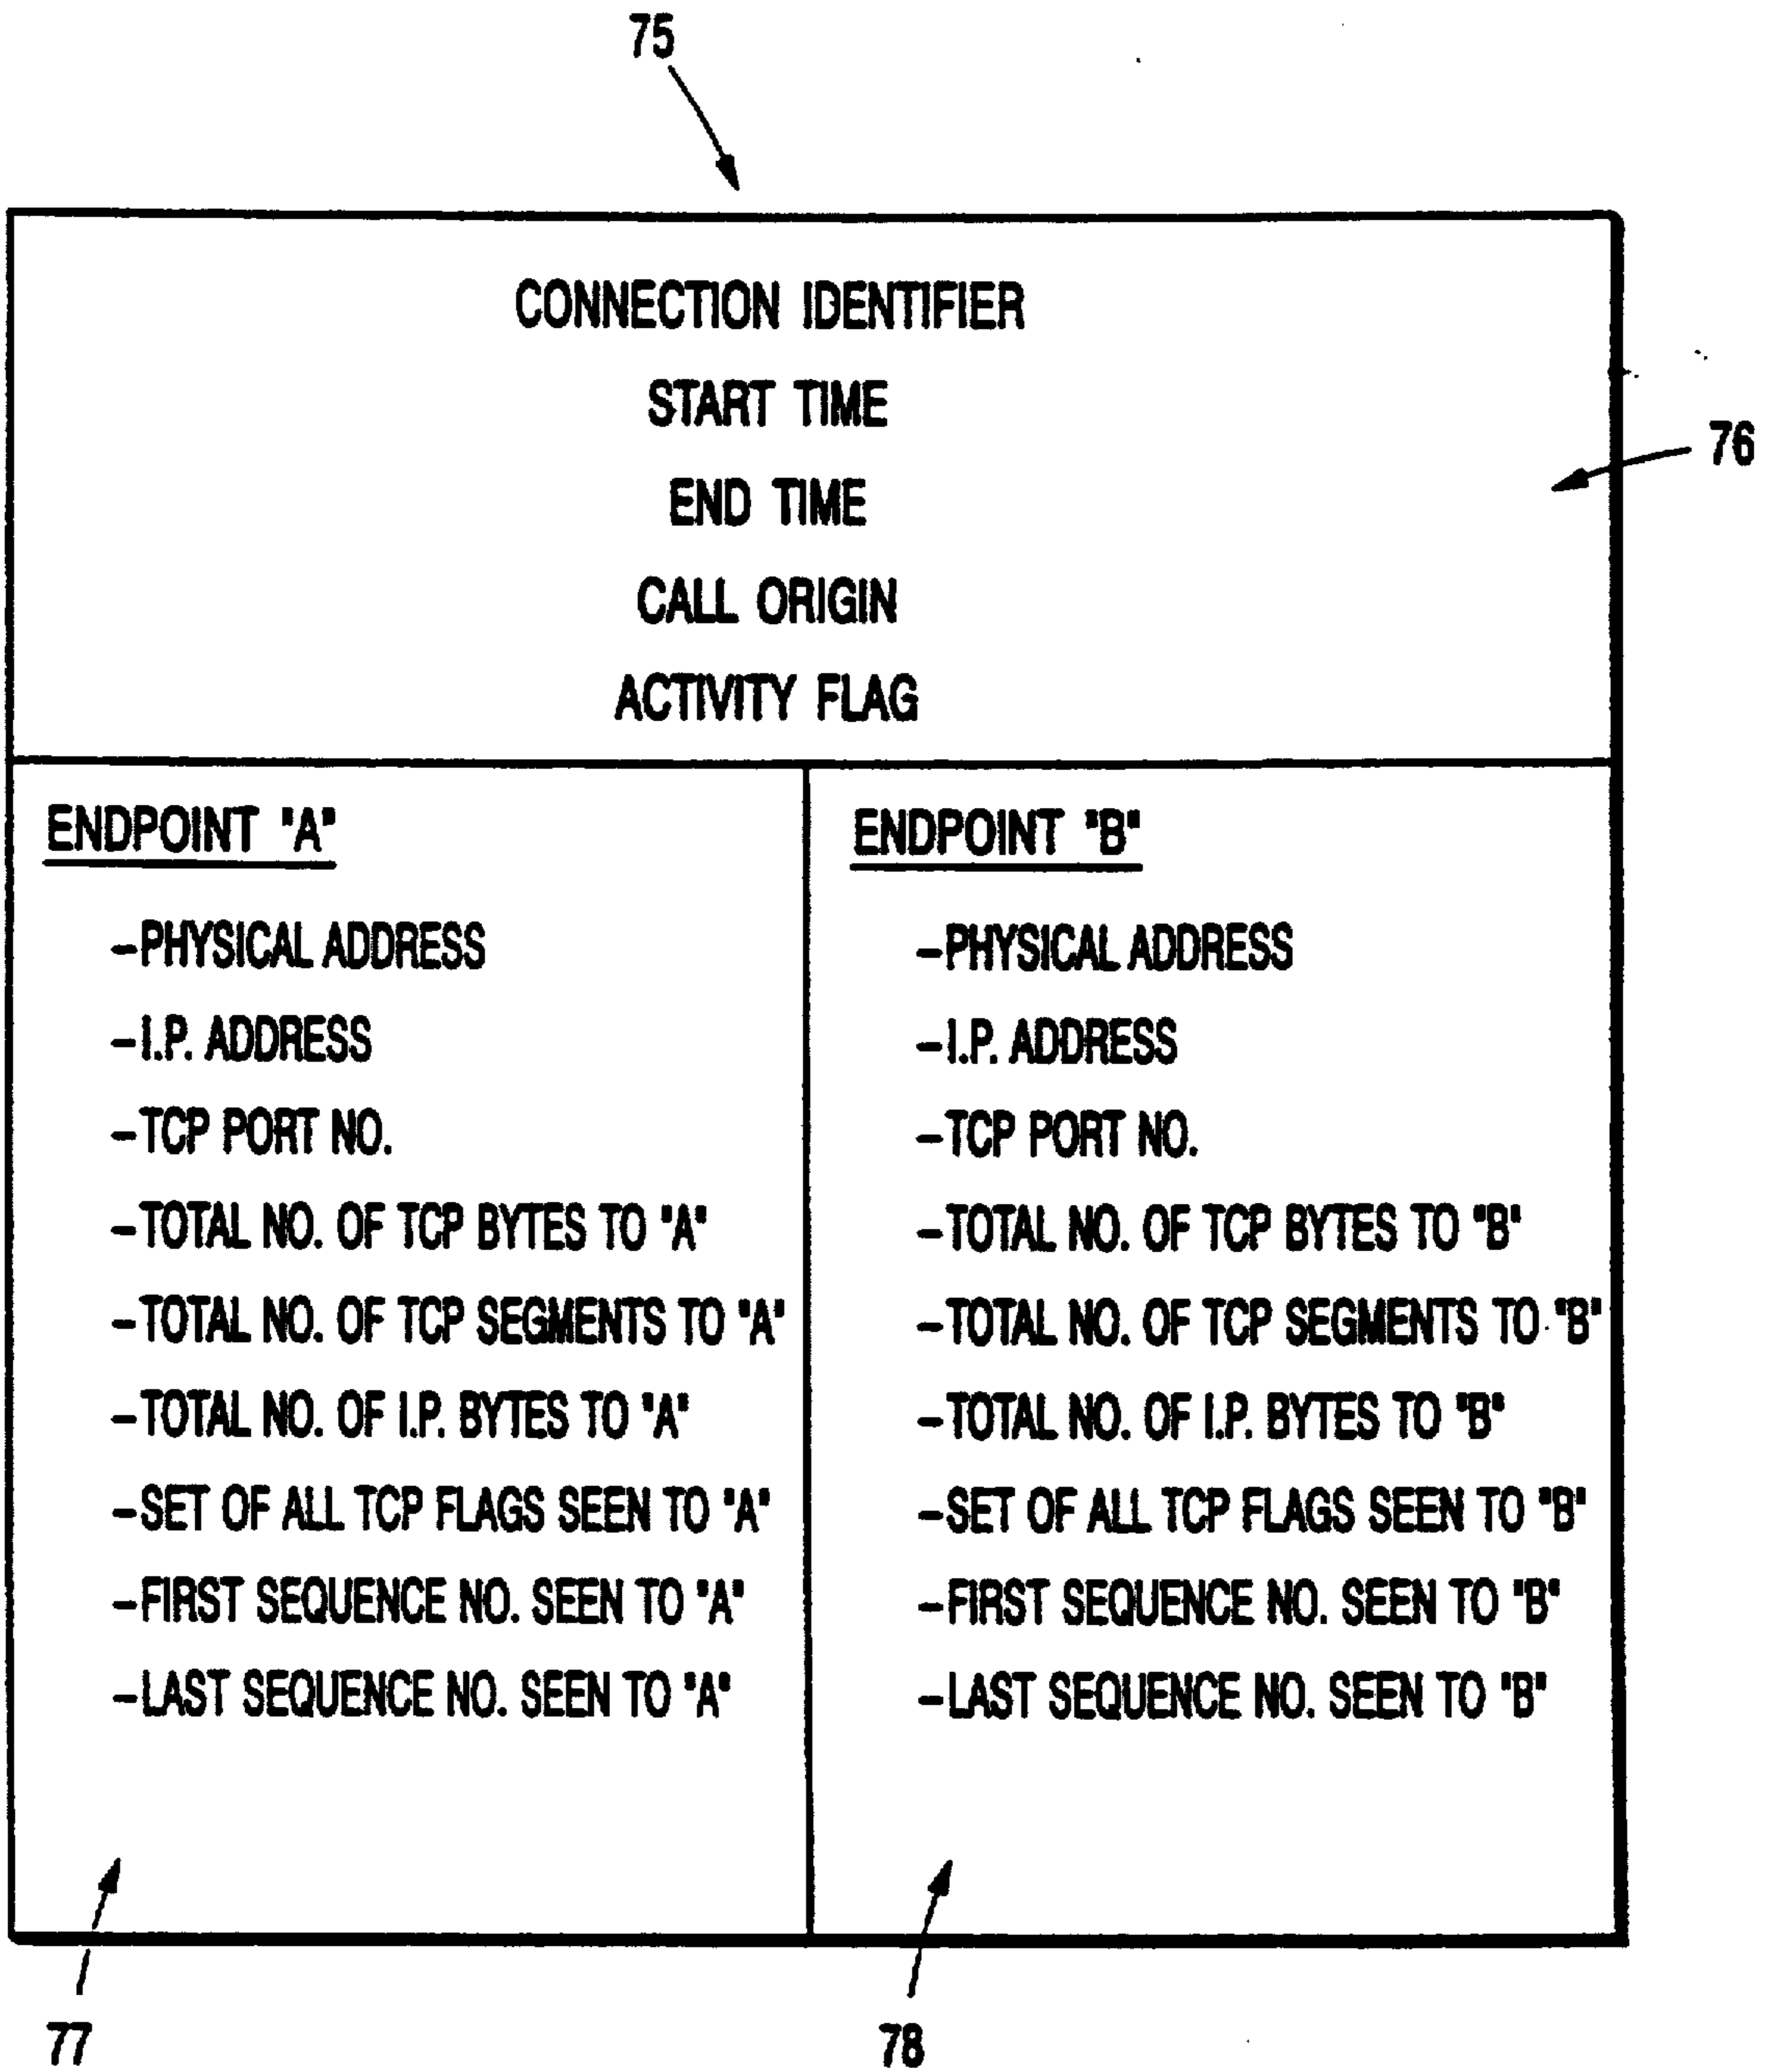 75
CONNECTION IDENTIFIER
START TIME
END TIME
76
CALL ORIGIN
ACTIVITY FLAG
ENDPOINT "A"
-PHYSICAL ADDRESS
-I.P. ADDRESS
-TCP PORT NO.
-TOTAL NO. OF TCP BYTES TO "A"
-TOTAL NO. OF TCP SEGMENTS TO "A"
-TOTAL NO. OF I.P. BYTES TO "A"
-SET OF ALL TCP FLAGS SEEN TO "A"
-FIRST SEQUENCE NO. SEEN TO "A"
-LAST SEQUENCE NO. SEEN TO "A"
77
ENDPOINT "B"
-PHYSICAL ADDRESS
-I.P. ADDRESS
-TCP PORT NO.
-TOTAL NO. OF TCP BYTES TO "B"
-TOTAL NO. OF TCP SEGMENTS TO "B"
-TOTAL NO. OF I.P. BYTES TO "B"
-SET OF ALL TCP FLAGS SEEN TO "B"
-FIRST SEQUENCE NO. SEEN TO "B"
-LAST SEQUENCE NO. SEEN TO "B"
78